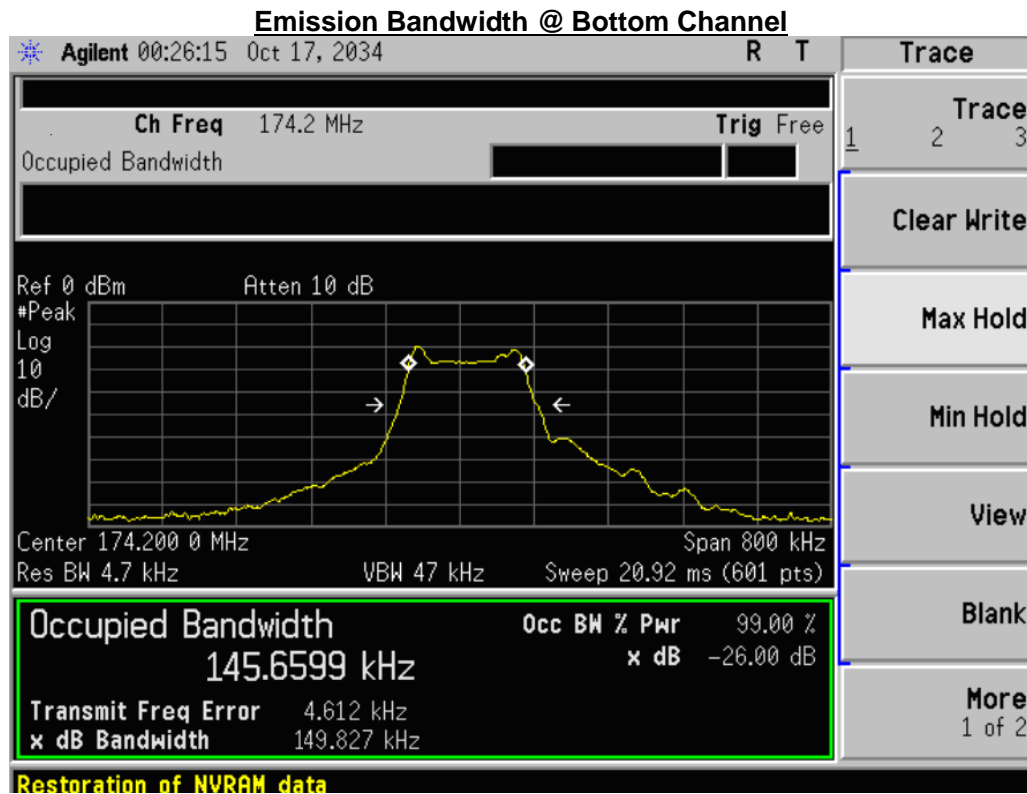 Emission Bandwidth @ Bottom Channel
Agilent 00:26:15 Oct 17, 2034 R T Trace
Ch Freq 174.2 MHz Trig Free
Occupied Bandwidth
Trace
1 2 3
Clear Write
Max Hold
Min Hold
View
Blank
More
1 of 2
Ref 0 dBm Atten 10 dB
#Peak
Log
10
dB/
Center 174.200 0 MHz Span 800 kHz
Res BW 4.7 kHz VBW 47 kHz Sweep 20.92 ms (601 pts)
Occupied Bandwidth Occ BW % Pwr 99.00 %
145.6599 kHz x dB -26.00 dB
Transmit Freq Error 4.612 kHz
x dB Bandwidth 149.827 kHz
Restoration of NVRAM data